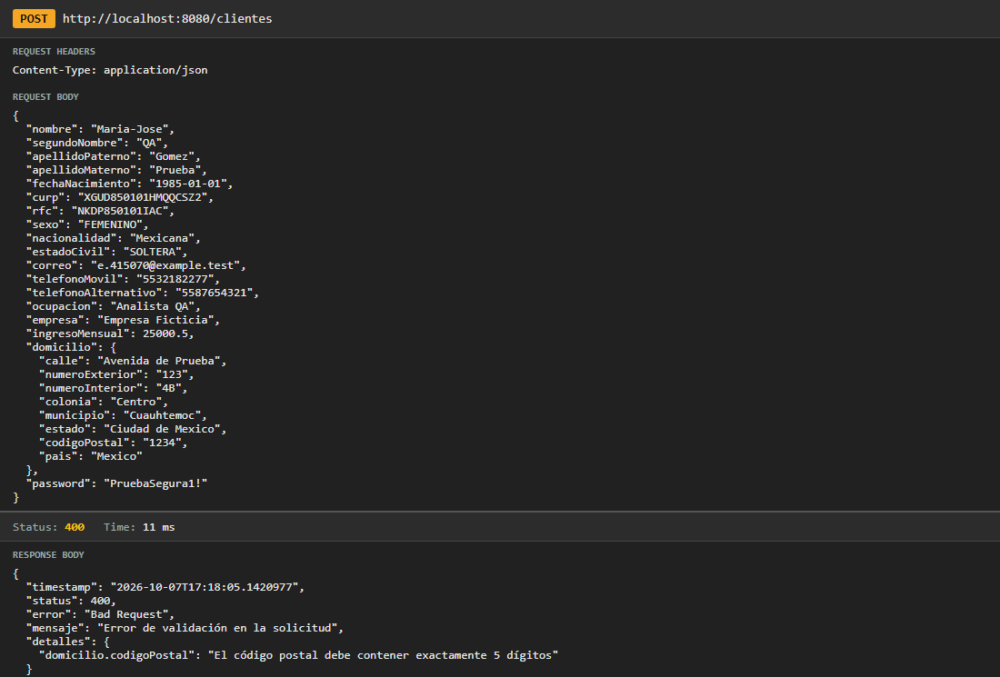 POST http://localhost:8080/clientes
REQUEST HEADERS
Content-Type: application/json
REQUEST BODY
{
  "nombre": "Maria-Jose",
  "segundoNombre": "QA",
  "apellidoPaterno": "Gomez",
  "apellidoMaterno": "Prueba",
  "fechaNacimiento": "1985-01-01",
  "curp": "XGUD850101HMQQCSZ2",
  "rfc": "NKDP850101IAC",
  "sexo": "FEMENINO",
  "nacionalidad": "Mexicana",
  "estadoCivil": "SOLTERA",
  "correo": "e.415070@example.test",
  "telefonoMovil": "5532182277",
  "telefonoAlternativo": "5587654321",
  "ocupacion": "Analista QA",
  "empresa": "Empresa Ficticia",
  "ingresoMensual": 25000.5,
  "domicilio": {
    "calle": "Avenida de Prueba",
    "numeroExterior": "123",
    "numeroInterior": "4B",
    "colonia": "Centro",
    "municipio": "Cuauhtemoc",
    "estado": "Ciudad de Mexico",
    "codigoPostal": "1234",
    "pais": "Mexico"
  },
  "password": "PruebaSegura1!"
}
Status: 400 Time: 11 ms
RESPONSE BODY
{
  "timestamp": "2026-10-07T17:18:05.1420977",
  "status": 400,
  "error": "Bad Request",
  "mensaje": "Error de validación en la solicitud",
  "detalles": {
    "domicilio.codigoPostal": "El código postal debe contener exactamente 5 dígitos"
  }